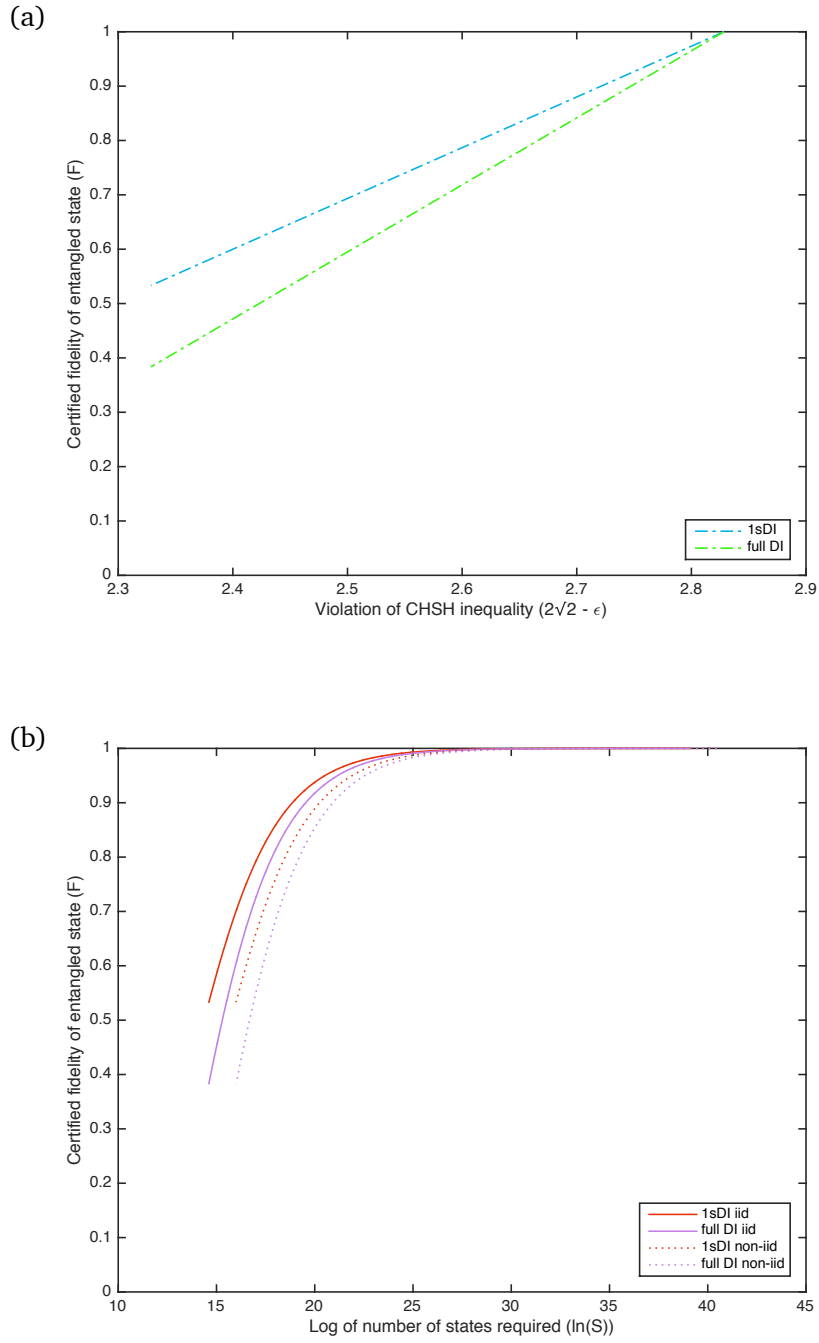 (a)
1
0.9
0.8
0.7
0.6
0.5
0.4
0.3
0.2
0.1
0
Certified fidelity of entangled state (F)
1sDI
full DI
2.3 2.4 2.5 2.6 2.7 2.8 2.9
Violation of CHSH inequality (2√2 - ϵ)
(b)
1
0.9
0.8
0.7
0.6
0.5
0.4
0.3
0.2
0.1
0
Certified fidelity of entangled state (F)
1sDI iid
full DI iid
1sDI non-iid
full DI non-iid
10 15 20 25 30 35 40 45
Log of number of states required (ln(S))